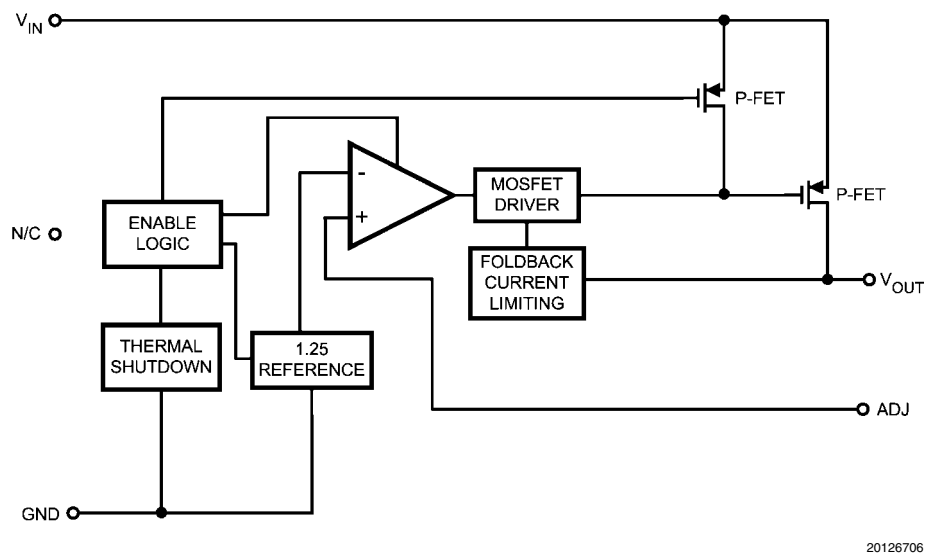 VIN
P-FET
-
MOSFET
DRIVER
P-FET
ENABLE
LOGIC
+
N/C
FOLDBACK
CURRENT
LIMITING
VOUT
THERMAL
SHUTDOWN
1.25
REFERENCE
ADJ
GND
20126706